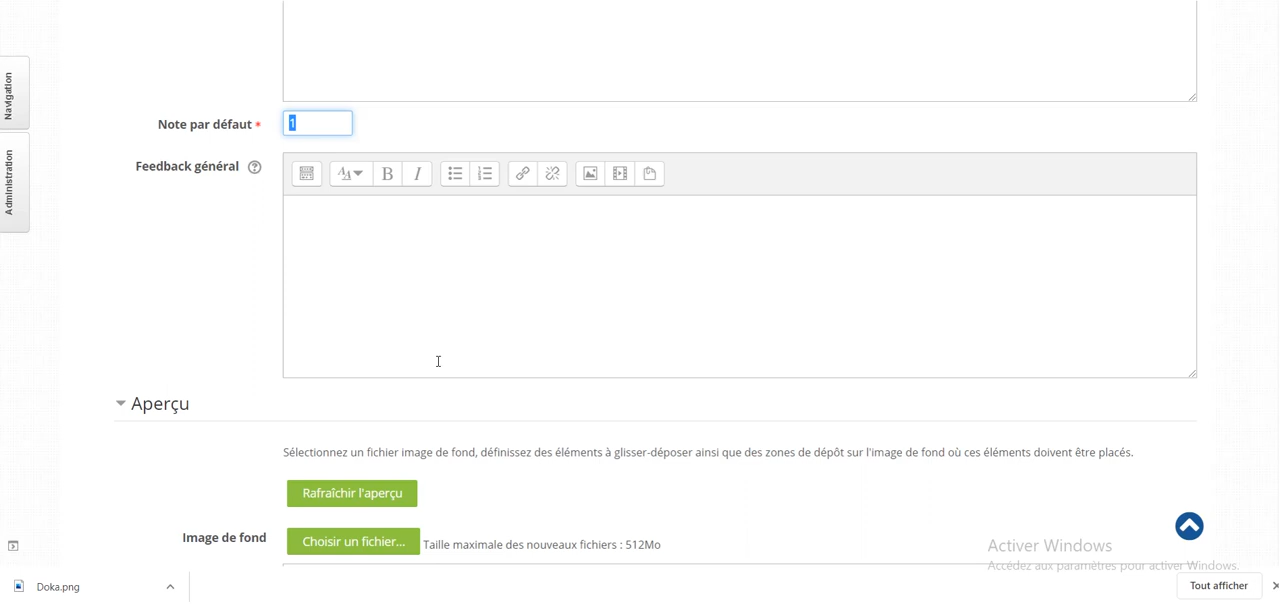 Navigation
Administration
Note par défaut *
1
Feedback général ?
B I
Aperçu
Sélectionnez un fichier image de fond, définissez des éléments à glisser-déposer ainsi que des zones de dépôt sur l'image de fond où ces éléments doivent être placés.
Rafraîchir l'aperçu
Image de fond
Choisir un fichier... Taille maximale des nouveaux fichiers : 512Mo
Activer Windows
Accédez aux paramètres pour activer Windows.
Doka.png
Tout afficher